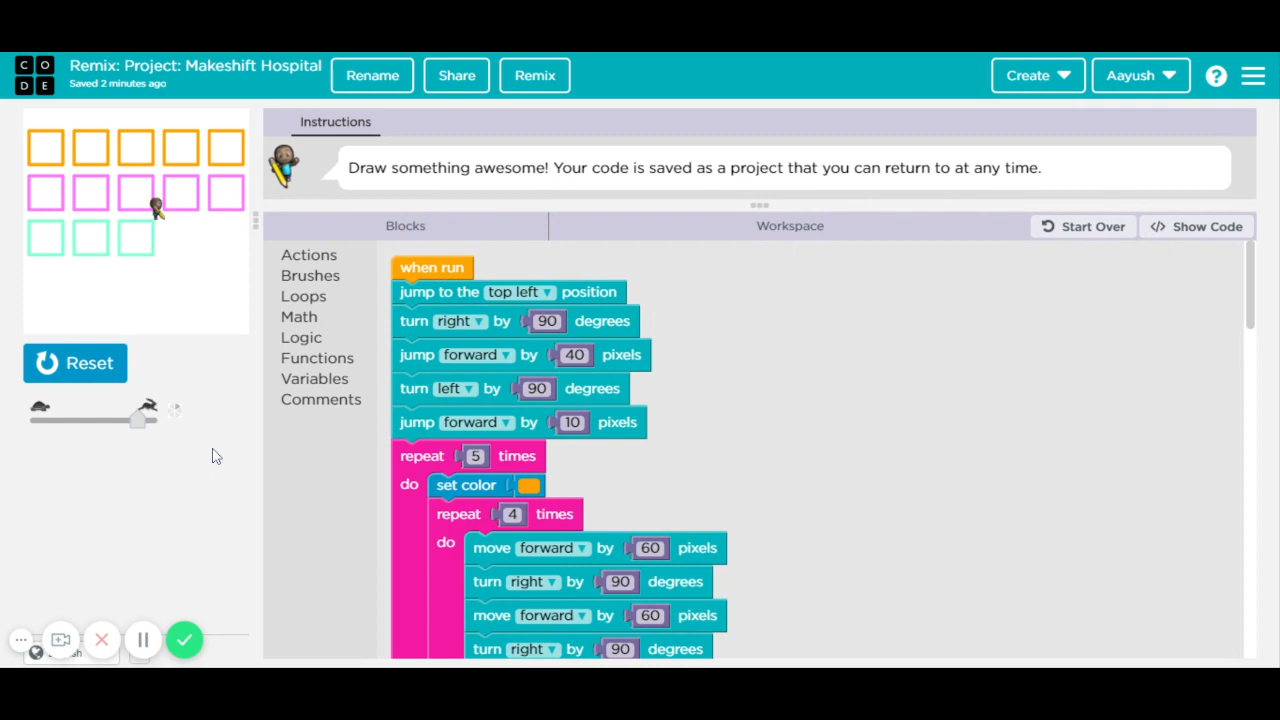 CO
DE
Remix: Project: Makeshift Hospital
Saved 2 minutes ago
Rename
Share
Remix
Create
Aayush
?
Instructions
Draw something awesome! Your code is saved as a project that you can return to at any time.
Blocks
Workspace
Start Over
</> Show Code
Actions
Brushes
Loops
Math
Logic
Functions
Variables
Comments
Reset
when run
jump to the top left position
turn right by 90 degrees
jump forward by 40 pixels
turn left by 90 degrees
jump forward by 10 pixels
repeat 5 times
do set color
repeat 4 times
do move forward by 60 pixels
turn right by 90 degrees
move forward by 60 pixels
turn right by 90 degrees